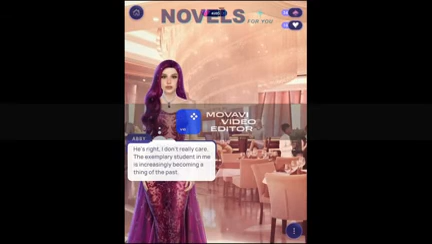 NOVELS
FOR YOU
MOVAVI
VIDEO
EDITOR
ABBY
He's right, I don't really care.
The exemplary student in me
is increasingly becoming a
thing of the past.